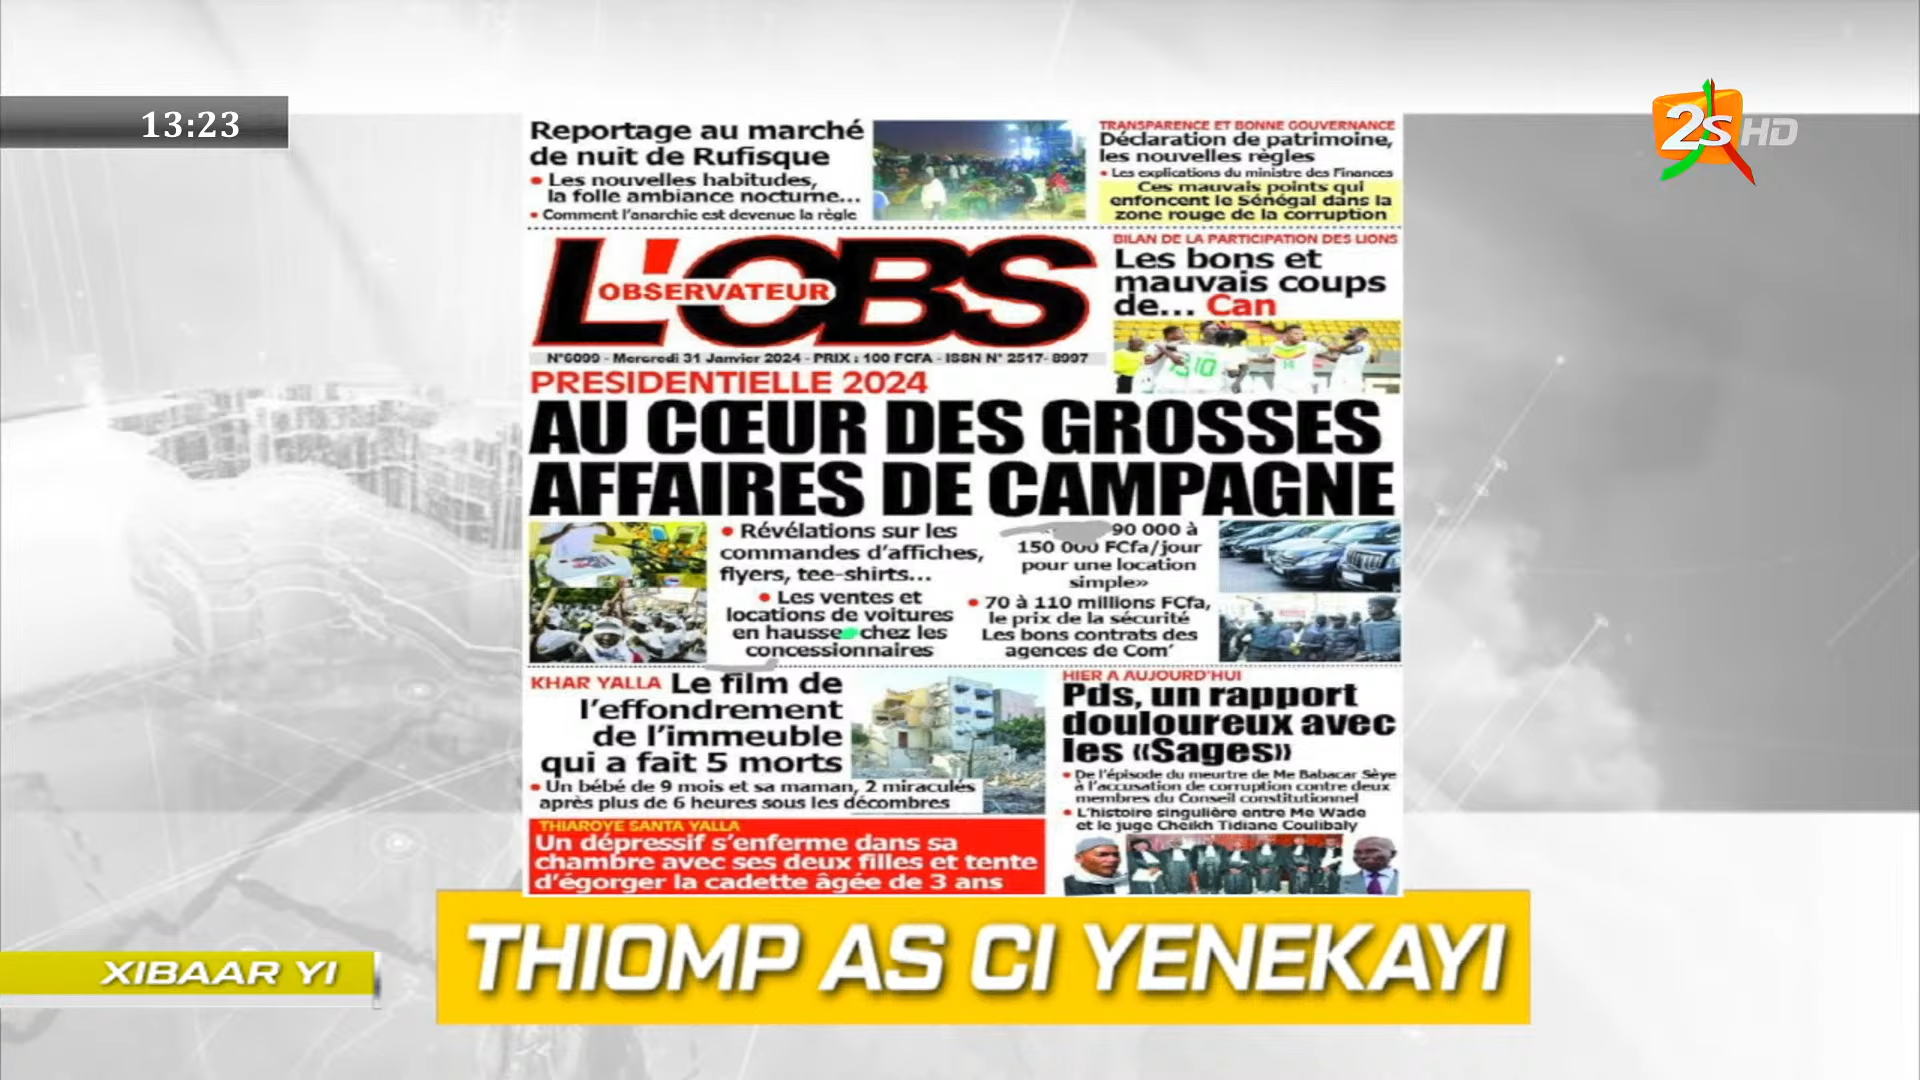 13:23
2S HD
Reportage au marché
de nuit de Rufisque
• Les nouvelles habitudes,
la folle ambiance nocturne...
• Comment l'anarchie est devenue la règle
TRANSPARENCE ET BONNE GOUVERNANCE
Déclaration de patrimoine,
les nouvelles règles
• Les explications du ministre des Finances
Ces mauvais points qui
enfoncent le Sénégal dans la
zone rouge de la corruption
L'OBS
OBSERVATEUR
N°6099 - Mercredi 31 Janvier 2024 - PRIX : 100 FCFA - ISSN N° 2517-8997
BILAN DE LA PARTICIPATION DES LIONS
Les bons et
mauvais coups
de... Can
PRESIDENTIELLE 2024
AU CŒUR DES GROSSES
AFFAIRES DE CAMPAGNE
• Révélations sur les
commandes d'affiches,
flyers, tee-shirts...
• Les ventes et
locations de voitures
en hausse chez les
concessionnaires
90 000 à
150 000 FCfa/jour
pour une location
simple»
• 70 à 110 millions FCfa,
le prix de la sécurité
Les bons contrats des
agences de Com'
KHAR YALLA Le film de
l'effondrement
de l'immeuble
qui a fait 5 morts
• Un bébé de 9 mois et sa maman, 2 miraculés
après plus de 6 heures sous les décombres
THIAROYE SANTA YALLA
Un dépressif s'enferme dans sa
chambre avec ses deux filles et tente
d'égorger la cadette âgée de 3 ans
HIER A AUJOURD'HUI
Pds, un rapport
douloureux avec
les «Sages»
• De l'épisode du meurtre de Me Babacar Sèye
à l'accusation de corruption contre deux
membres du Conseil constitutionnel
• L'histoire singulière entre Me Wade
et le juge Cheikh Tidiane Coulibaly
XIBAAR YI
THIOMP AS CI YENEKAYI